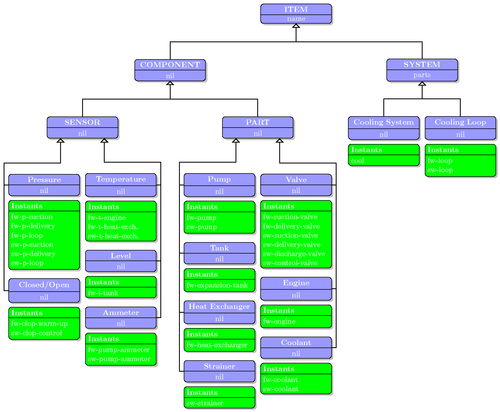 ITEM
name
COMPONENT
nil
SYSTEM
parts
SENSOR
nil
PART
nil
Cooling System
nil
Instants
cool
Cooling Loop
nil
Instants
fw-loop
sw-loop
Pressure
nil
Instants
fw-p-suction
fw-p-delivery
fw-p-loop
sw-p-suction
sw-p-delivery
sw-p-loop
Closed/Open
nil
Instants
fw-clop-warm-up
fw-clop-control
Temperature
nil
Instants
fw-t-engine
fw-t-heat-exch.
sw-t-heat-exch.
Level
nil
Instants
fw-l-tank
Ammeter
nil
Instants
fw-pump-ammeter
sw-pump-ammeter
Pump
nil
Instants
fw-pump
sw-pump
Tank
nil
Instants
fw-expansion-tank
Heat Exchanger
nil
Instants
fw-heat-exchanger
Strainer
nil
Instants
sw-strainer
Valve
nil
Instants
fw-suction-valve
fw-delivery-valve
sw-suction-valve
sw-delivery-valve
sw-discharge-valve
sw-control-valve
Engine
nil
Instants
fw-engine
Coolant
nil
Instants
fw-coolant
sw-coolant